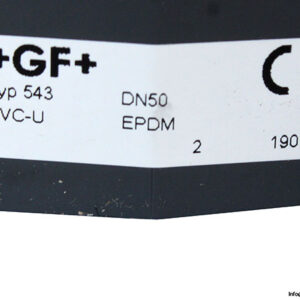 +GF+
yp 543 DN50
VC-U EPDM
2 190